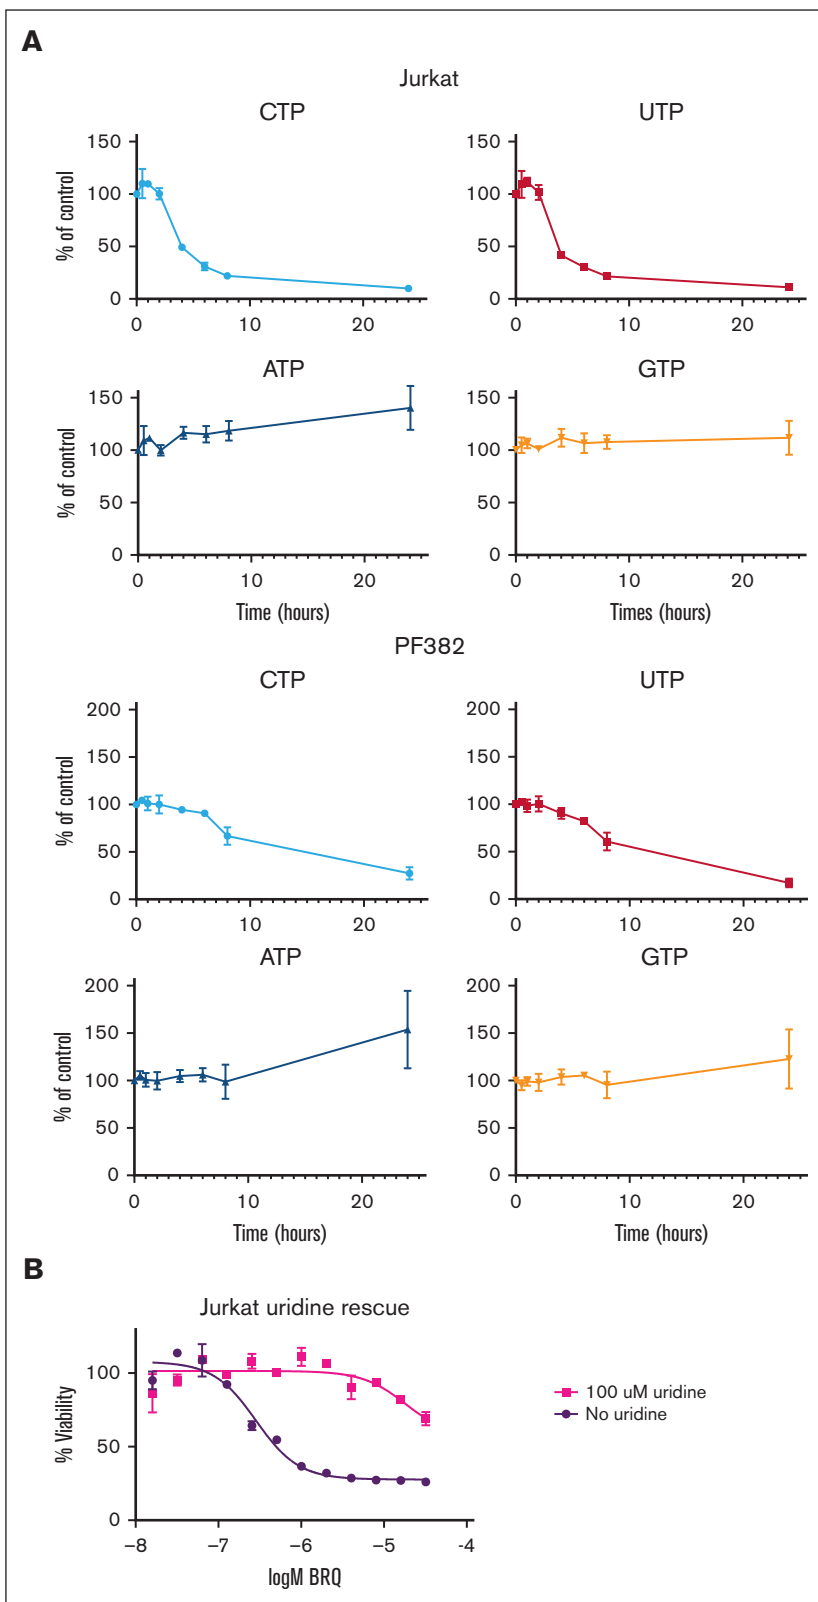 A
Jurkat
CTP
UTP
% of control
150
100
50
0
0
10
20
150
100
50
0
0
10
20
ATP
GTP
% of control
150
100
50
0
0
10
20
Time (hours)
150
100
50
0
0
10
20
Times (hours)
PF382
CTP
UTP
% of control
200
150
100
50
0
0
10
20
200
150
100
50
0
0
10
20
ATP
GTP
% of control
200
150
100
50
0
0
10
20
Time (hours)
200
150
100
50
0
0
10
20
Time (hours)
B
Jurkat uridine rescue
% Viability
100
50
0
−8
−7
−6
−5
-4
logM BRQ
100 uM uridine
No uridine